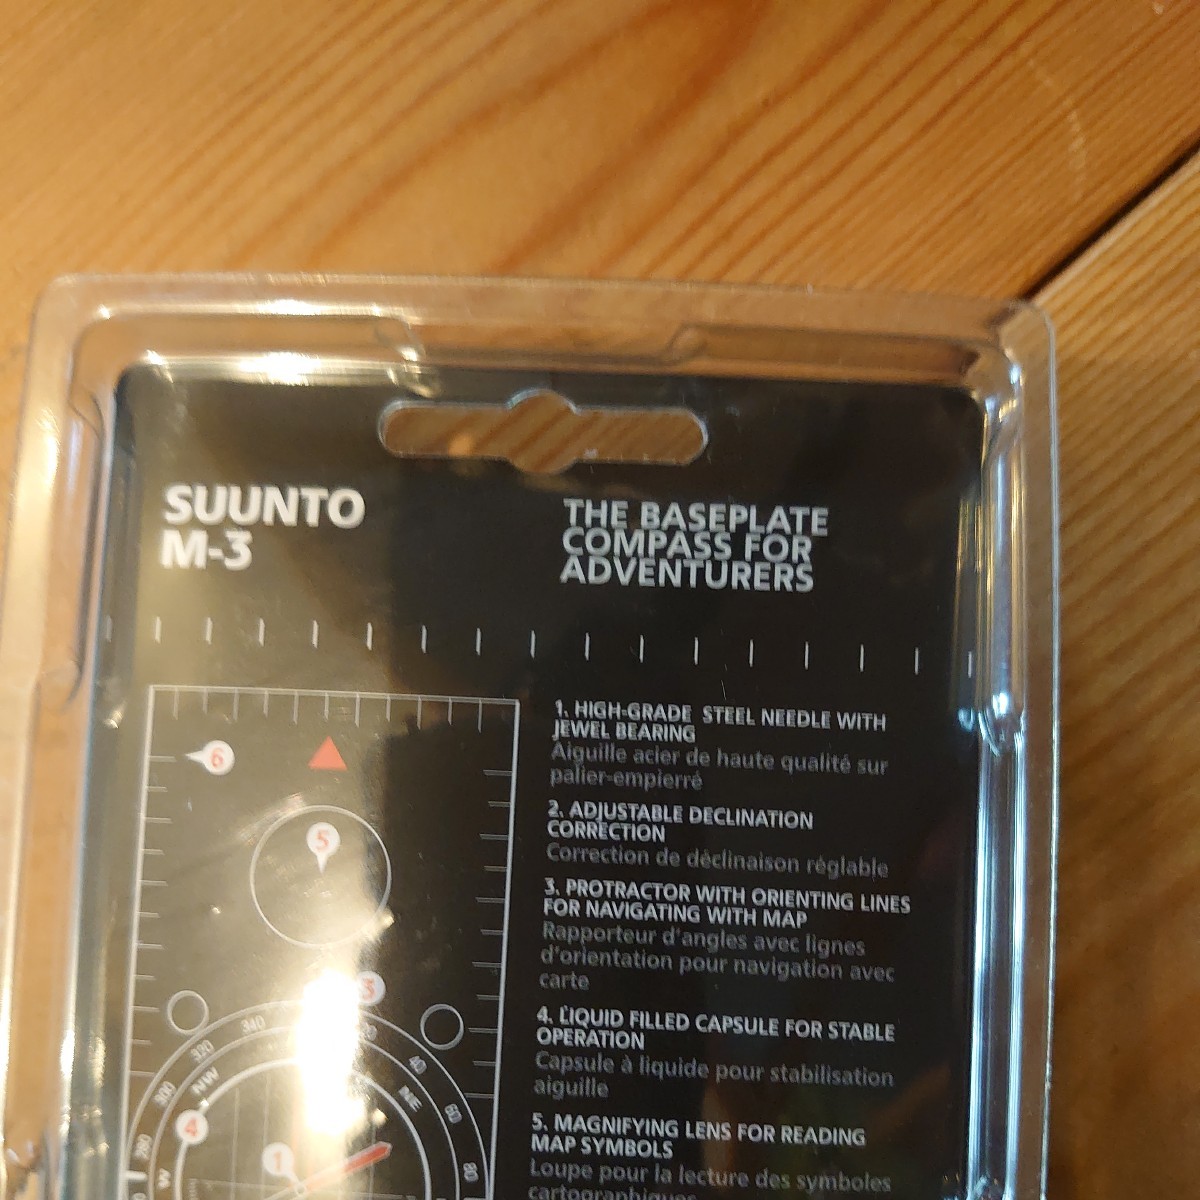 SUUNTO
M-3
THE BASEPLATE
COMPASS FOR
ADVENTURERS
1. HIGH-GRADE STEEL NEEDLE WITH
JEWEL BEARING
Aiguille acier de haute qualité sur
palier-empierré
2. ADJUSTABLE DECLINATION
CORRECTION
Correction de déclinaison réglable
3. PROTRACTOR WITH ORIENTING LINES
FOR NAVIGATING WITH MAP
Rapporteur d'angles avec lignes
d'orientation pour navigation avec
carte
4. LIQUID FILLED CAPSULE FOR STABLE
OPERATION
Capsule à liquide pour stabilisation
aiguille
5. MAGNIFYING LENS FOR READING
MAP SYMBOLS
Loupe pour la lecture des symboles
cartographiques
6
5
3
340
320
40
300
NW
NE
60
4
280
W
1
80